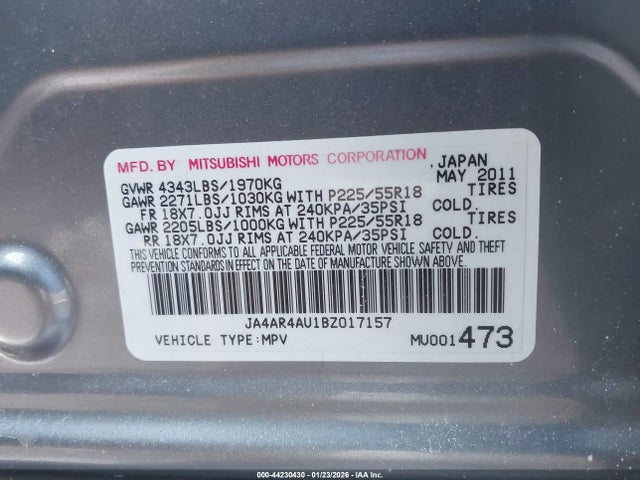 MFD. BY MITSUBISHI MOTORS CORPORATION, JAPAN
GVWR 4343LBS/1970KG MAY 2011
GAWR 2271LBS/1030KG WITH P225/55R18 TIRES
FR 18X7.0JJ RIMS AT 240KPA/35PSI COLD.
GAWR 2205LBS/1000KG WITH P225/55R18 TIRES
RR 18X7.0JJ RIMS AT 240KPA/35PSI COLD.
THIS VEHICLE CONFORMS TO ALL APPLICABLE FEDERAL MOTOR VEHICLE SAFETY AND THEFT
PREVENTION STANDARDS IN EFFECT ON THE DATE OF MANUFACTURE SHOWN ABOVE.
JA4AR4AU1BZ017157
VEHICLE TYPE:MPV MU001 473
000-44230430 - 01/23/2026 - IAAI, INC.